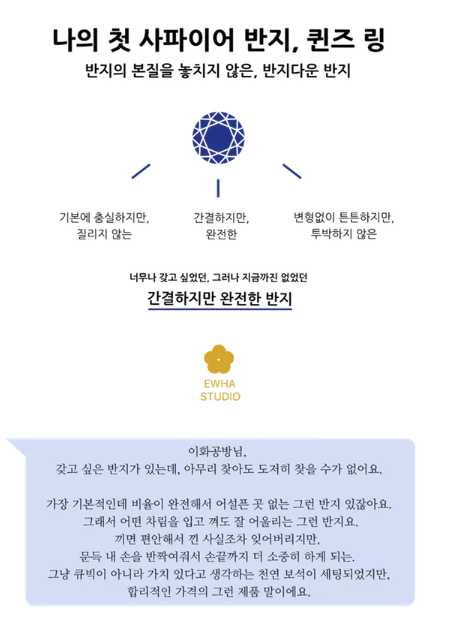 나의 첫 사파이어 반지, 퀸즈 링
반지의 본질을 놓치지 않은, 반지다운 반지
기본에 충실하지만,
질리지 않는
간결하지만,
완전한
변형없이 튼튼하지만,
투박하지 않은
너무나 갖고 싶었던, 그러나 지금까진 없었던
간결하지만 완전한 반지
EWHA
STUDIO
이화공방님,
갖고 싶은 반지가 있는데, 아무리 찾아도 도저히 찾을 수가 없어요.
가장 기본적인데 비율이 완전해서 어설픈 곳 없는 그런 반지 있잖아요.
그래서 어떤 차림을 입고 껴도 잘 어울리는 그런 반지요.
끼면 편안해서 낀 사실조차 잊어버리지만,
문득 내 손을 반짝여줘서 손끝까지 더 소중히 하게 되는.
그냥 큐빅이 아니라 가치 있다고 생각하는 천연 보석이 세팅되었지만,
합리적인 가격의 그런 제품 말이에요.